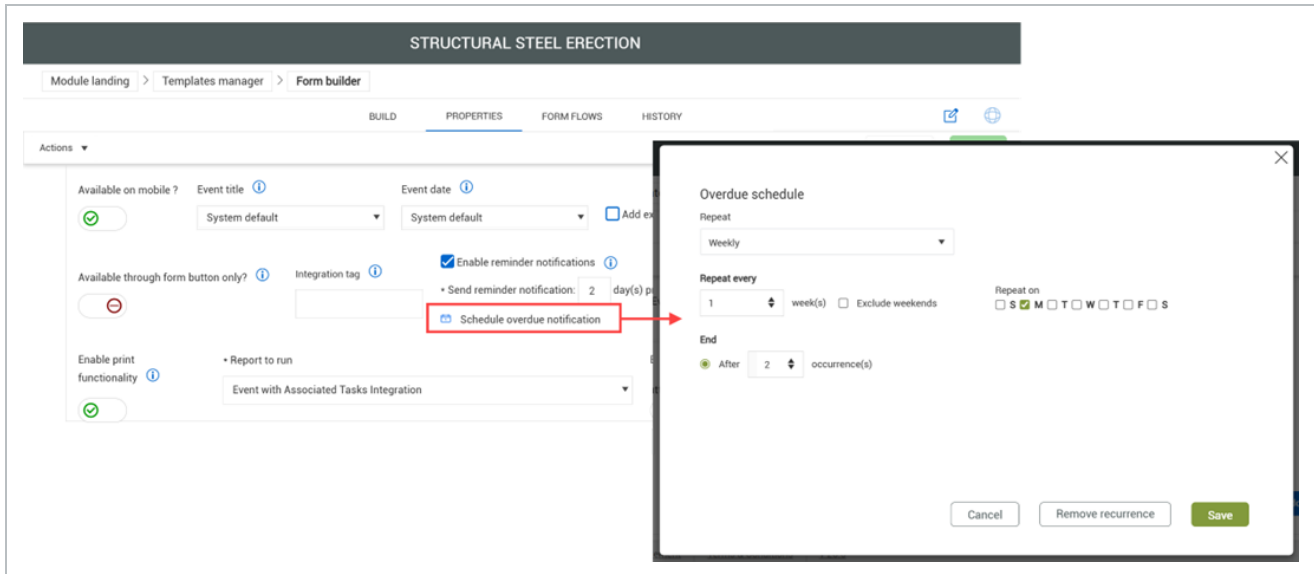 STRUCTURAL STEEL ERECTION
Module landing > Templates manager > Form builder
BUILD PROPERTIES FORM FLOWS HISTORY
Actions
Available on mobile ? Event title Event date
System default System default Add ex
Available through form button only? Integration tag Enable reminder notifications
* Send reminder notification: 2 day(s) p
Schedule overdue notification
Enable print
functionality
* Report to run
Event with Associated Tasks Integration
Overdue schedule
Repeat
Weekly
Repeat every
1 week(s) Exclude weekends
Repeat on
S M T W T F S
End
After 2 occurrence(s)
Cancel Remove recurrence Save